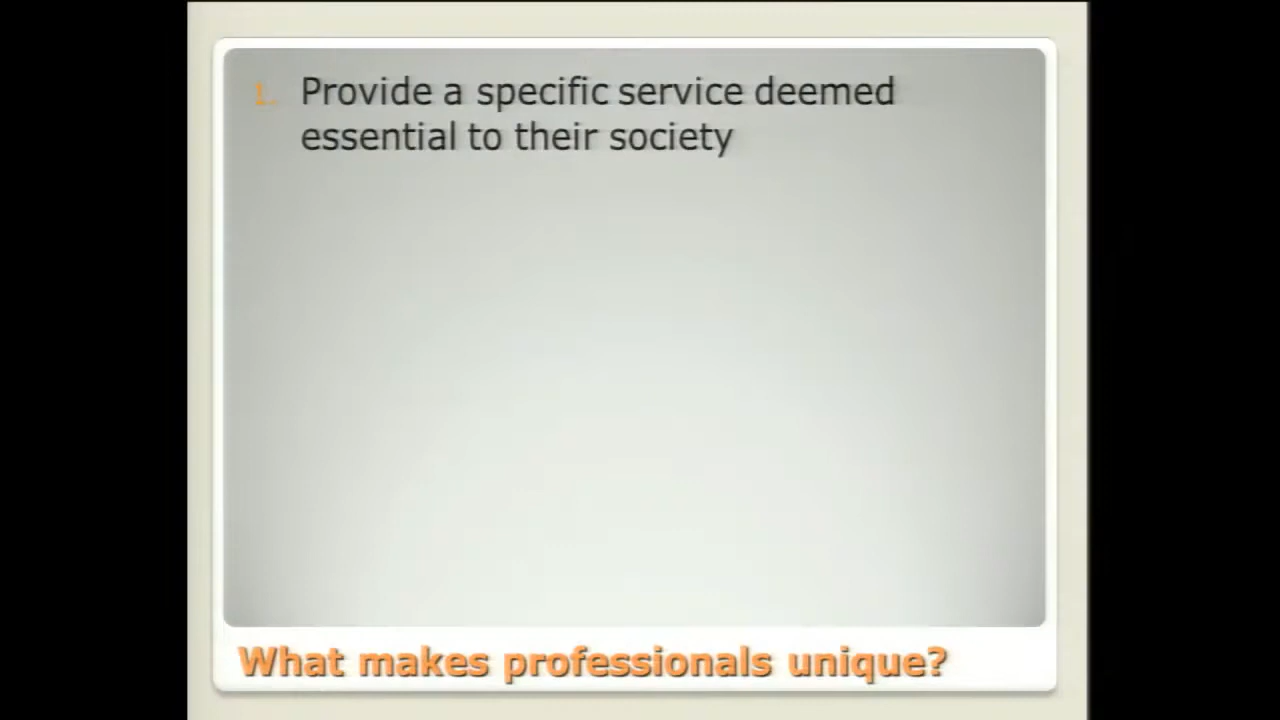 1. Provide a specific service deemed
essential to their society
What makes professionals unique?